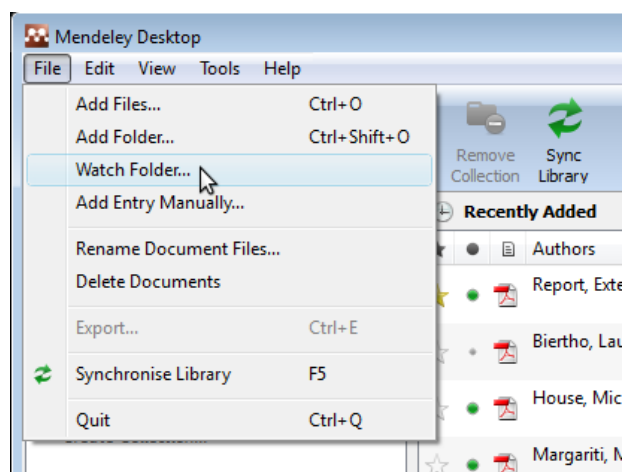 Mendeley Desktop
File Edit View Tools Help
Add Files... Ctrl+O
Add Folder... Ctrl+Shift+O
Watch Folder...
Add Entry Manually...
Rename Document Files...
Delete Documents
Export... Ctrl+E
Synchronise Library F5
Quit Ctrl+Q
Remove Collection
Sync Library
Recently Added
Authors
Report, Exte
Biertho, Lau
House, Mic
Margariti, M